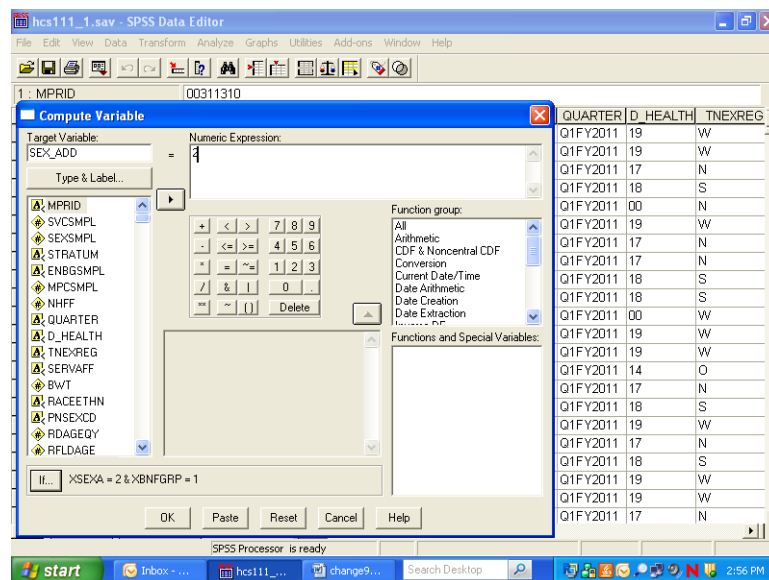 hcs111_1.sav - SPSS Data Editor
File Edit View Data Transform Analyze Graphs Utilities Add-ons Window Help
1 : MPRID 00311310
Compute Variable
QUARTER D_HEALTH TNEXREG
Target Variable:
SEX_ADD
=
Numeric Expression:
2
Type & Label...
MPRID
SVCSMPL
SEXSMPL
STRATUM
ENBGSMPL
MPCSMPL
NHFF
QUARTER
D_HEALTH
TNEXREG
SERVAFF
BWT
RACEETHN
PNSEXCD
RDAGEQY
RFLDAGE
+ < > 7 8 9
- <= >= 4 5 6
* = ~= 1 2 3
/ & | 0 .
** ~ ( ) Delete
Function group:
All
Arithmetic
CDF & Noncentral CDF
Conversion
Current Date/Time
Date Arithmetic
Date Creation
Date Extraction
Functions and Special Variables:
If... XSEXA = 2 & XBNFGRP = 1
OK Paste Reset Cancel Help
Q1FY2011 19 W
Q1FY2011 19 W
Q1FY2011 17 N
Q1FY2011 18 S
Q1FY2011 00 N
Q1FY2011 19 W
Q1FY2011 17 N
Q1FY2011 17 N
Q1FY2011 18 S
Q1FY2011 18 S
Q1FY2011 00 W
Q1FY2011 19 W
Q1FY2011 19 W
Q1FY2011 14 O
Q1FY2011 17 N
Q1FY2011 18 S
Q1FY2011 19 W
Q1FY2011 17 N
Q1FY2011 18 S
Q1FY2011 19 W
Q1FY2011 19 W
Q1FY2011 17 N
SPSS Processor is ready
start Inbox - ... hcs111_... change9... Search Desktop 2:56 PM